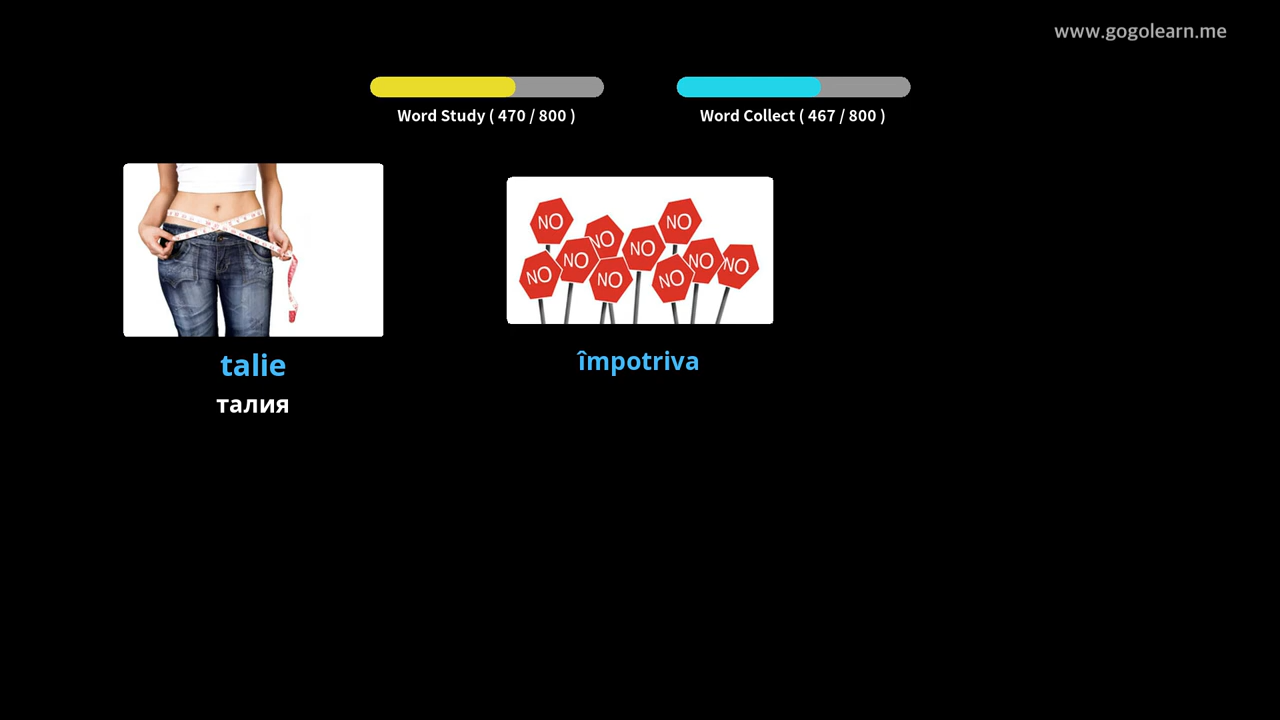 www.gogolearn.me
Word Study ( 470 / 800 )
Word Collect ( 467 / 800 )
NO
NO
NO
NO
NO
NO
NO
NO
NO
NO
talie
împotriva
талия